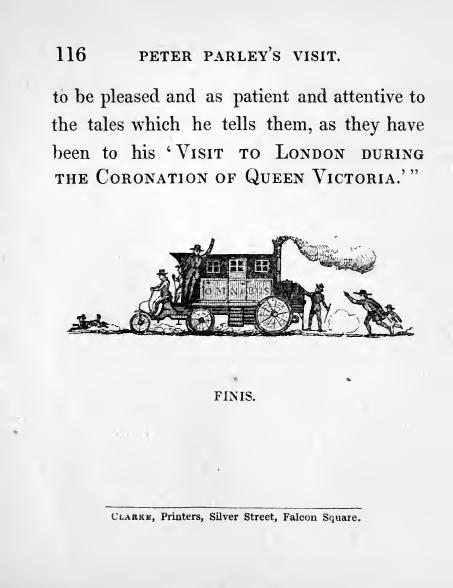 116 PETER PARLEY'S VISIT.
to be pleased and as patient and attentive to
the tales which he tells them, as they have
been to his ‘VISIT TO LONDON DURING
THE CORONATION OF QUEEN VICTORIA.’”
OMNIBUS
FINIS.
CLARKE, Printers, Silver Street, Falcon Square.